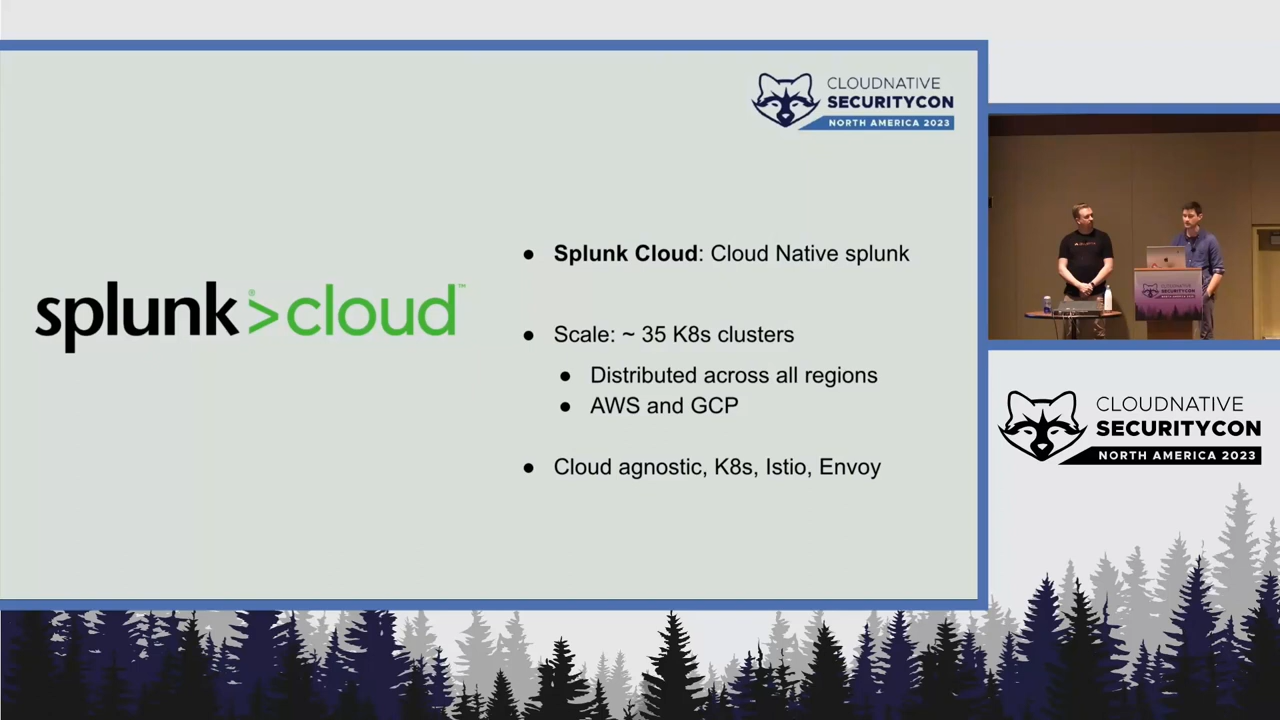 CLOUDNATIVE
SECURITYCON
NORTH AMERICA 2023
splunk>cloud™
● Splunk Cloud: Cloud Native splunk
● Scale: ~ 35 K8s clusters
● Distributed across all regions
● AWS and GCP
● Cloud agnostic, K8s, Istio, Envoy
CLOUDNATIVE
SECURITYCON
NORTH AMERICA 2023